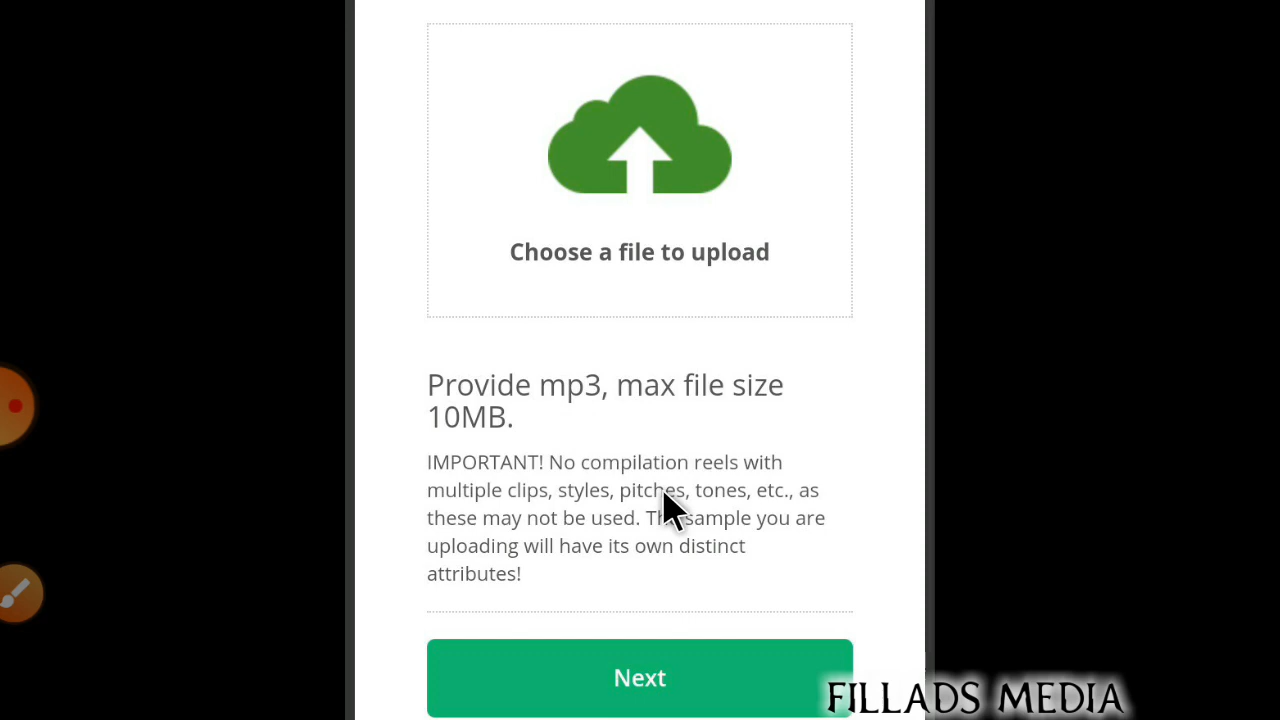 Choose a file to upload
Provide mp3, max file size
10MB.
IMPORTANT! No compilation reels with
multiple clips, styles, pitches, tones, etc., as
these may not be used. The sample you are
uploading will have its own distinct
attributes!
Next
FILLADS MEDIA